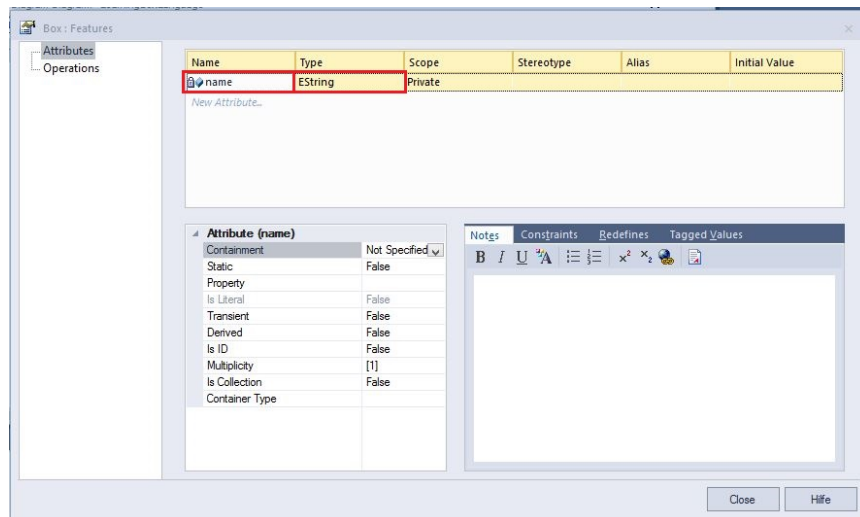 Box : Features
Attributes
Operations
Name Type Scope Stereotype Alias Initial Value
name EString Private
New Attribute...
Attribute (name)
Containment Not Specified
Static False
Property
Is Literal False
Transient False
Derived False
Is ID False
Multiplicity [1]
Is Collection False
Container Type
Notes Constraints Redefines Tagged Values
B I U A x² x₂
Close Hilfe